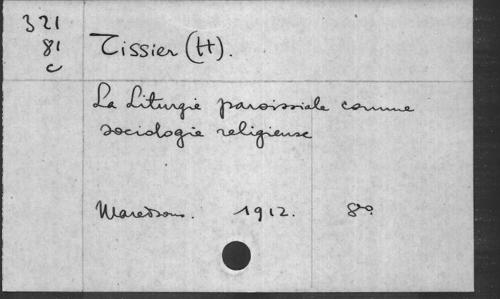 321
81
c
Tissier (H).
La Liturgie paroissiale comme
sociologie religieuse
Maredsous. 1912. 8º.